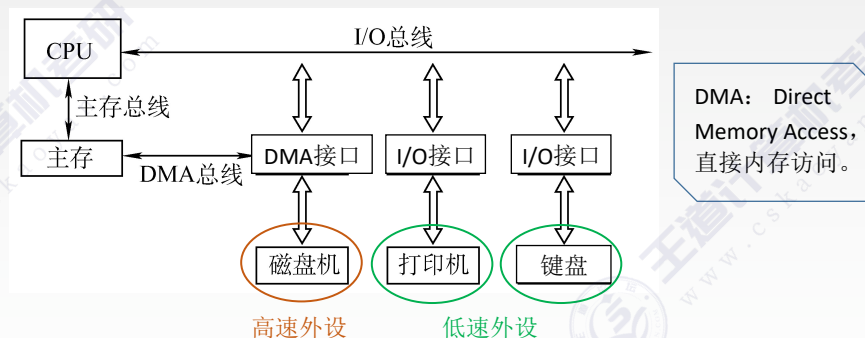 I/O总线
CPU
主存总线
主存
DMA总线
DMA接口
I/O接口
I/O接口
磁盘机
打印机
键盘
高速外设
低速外设
DMA: Direct
Memory Access,
直接内存访问。